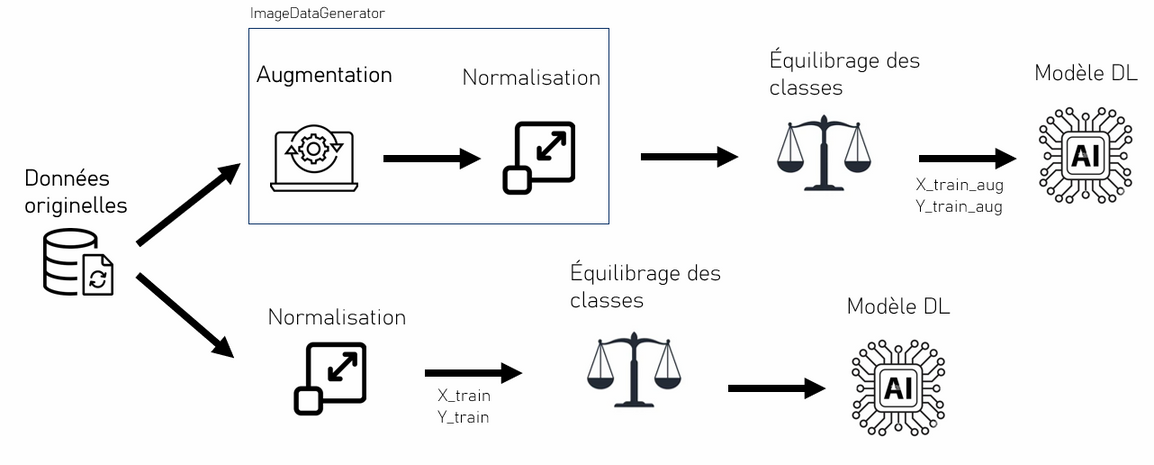 ImageDataGenerator
Augmentation
Normalisation
Équilibrage des
classes
Modèle DL
AI
X_train_aug
Y_train_aug
Données
originelles
Normalisation
X_train
Y_train
Équilibrage des
classes
Modèle DL
AI